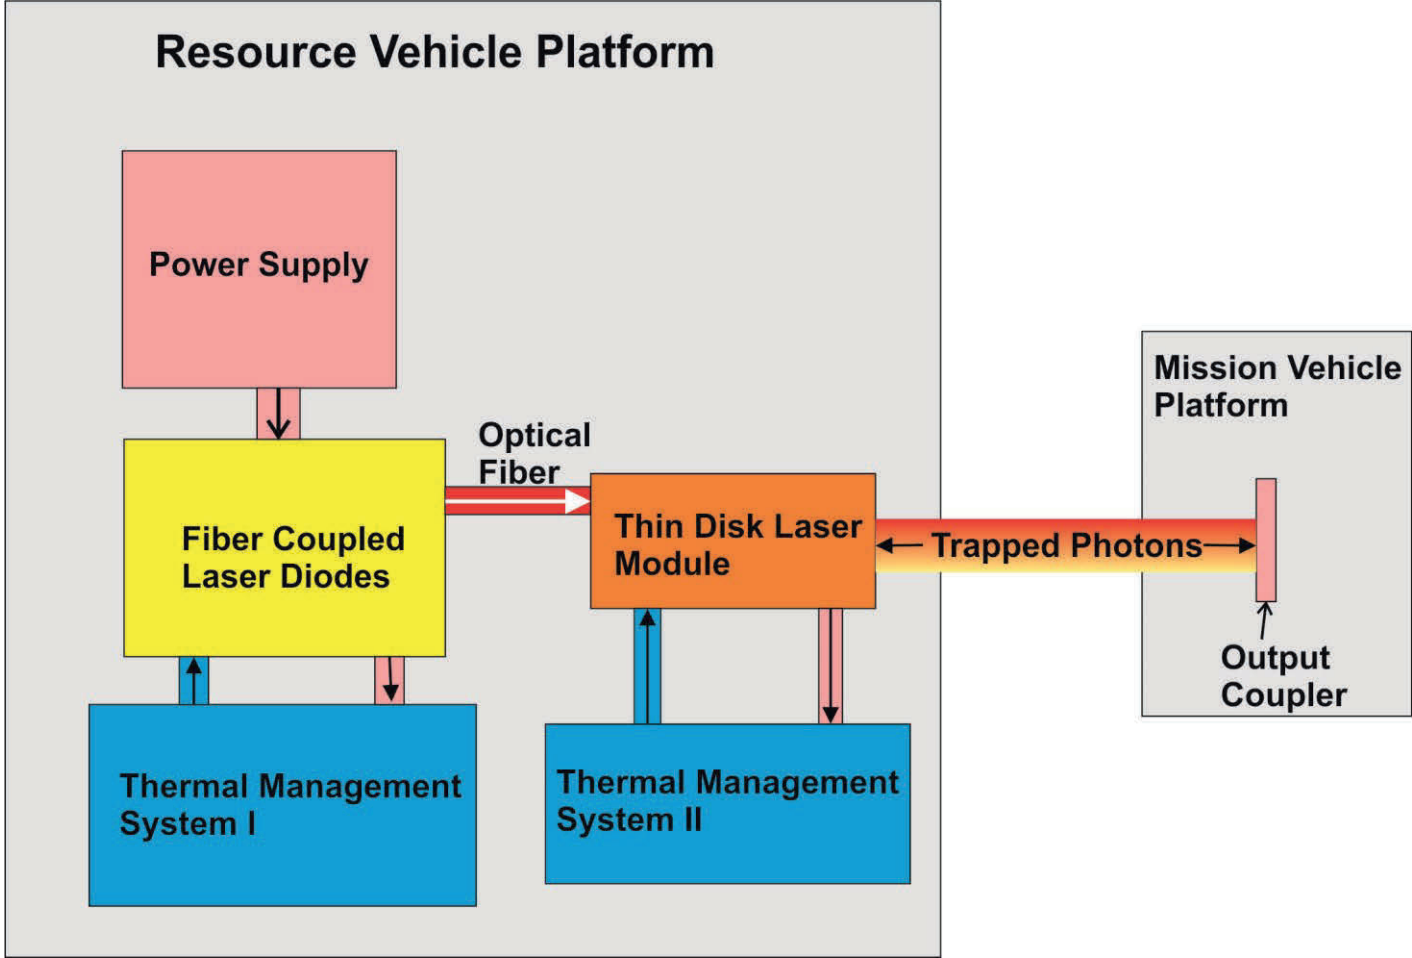 Resource Vehicle Platform
Power Supply
Optical
Fiber
Fiber Coupled
Laser Diodes
Thin Disk Laser
Module
Trapped Photons
Mission Vehicle
Platform
Output
Coupler
Thermal Management
System I
Thermal Management
System II